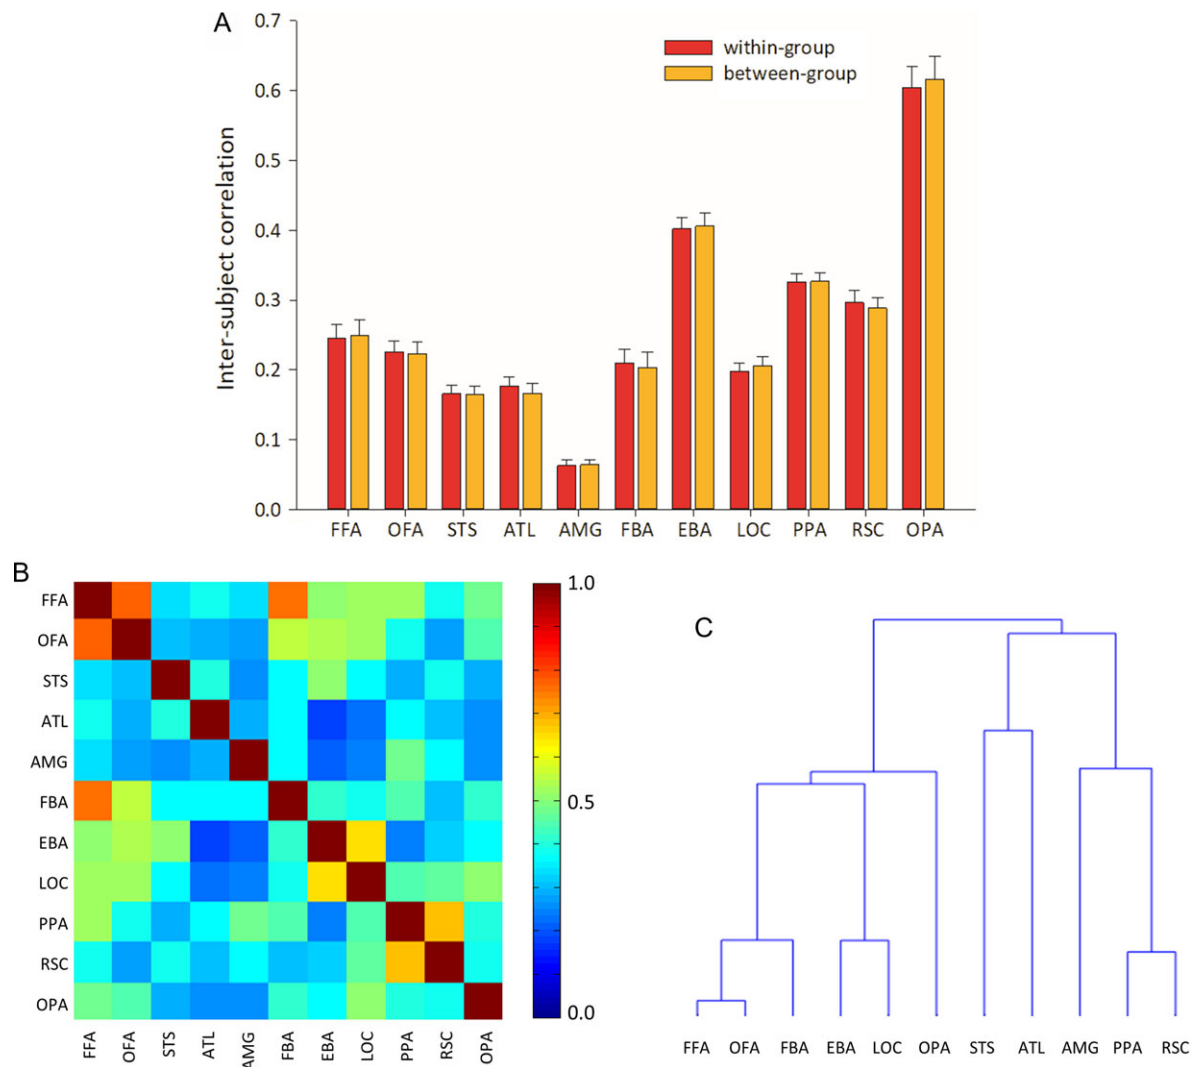 A
0.7
0.6
0.5
0.4
0.3
0.2
0.1
0.0
Inter-subject correlation
within-group
between-group
FFA OFA STS ATL AMG FBA EBA LOC PPA RSC OPA
B
FFA
OFA
STS
ATL
AMG
FBA
EBA
LOC
PPA
RSC
OPA
FFA OFA STS ATL AMG FBA EBA LOC PPA RSC OPA
1.0
0.5
0.0
C
FFA OFA FBA EBA LOC OPA STS ATL AMG PPA RSC